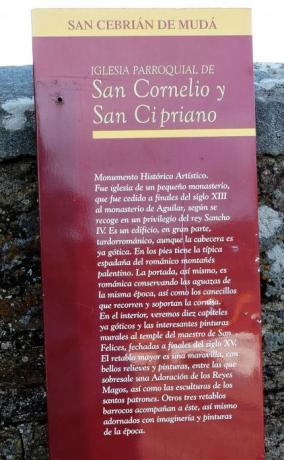 SAN CEBRIÁN DE MUDÁ
IGLESIA PARROQUIAL DE
San Cornelio y
San Cipriano
Monumento Histórico Artístico.
Fue iglesia de un pequeño monasterio,
que fue cedido a finales del siglo XIII
al monasterio de Aguilar, según se
recoge en un privilegio del rey Sancho
IV. Es un edificio, en gran parte,
tardorrománico, aunque la cabecera es
ya gótica. En los pies tiene la típica
espadaña del románico montañés
palentino. La portada, así mismo, es
románica conservando las aguazas de
la misma época, así como los canecillos
que recorren y soportan la cornisa.
En el interior, veremos diez capiteles
ya góticos y las interesantes pinturas
murales al temple del maestro de San
Felices, fechadas a finales del siglo XV.
El retablo mayor es una maravilla, con
bellos relieves y pinturas, entre las que
sobresale una Adoración de los Reyes
Magos, así como las esculturas de los
santos patrones. Otros tres retablos
barrocos acompañan a éste, así mismo
adornados con imaginería y pinturas
de la época.